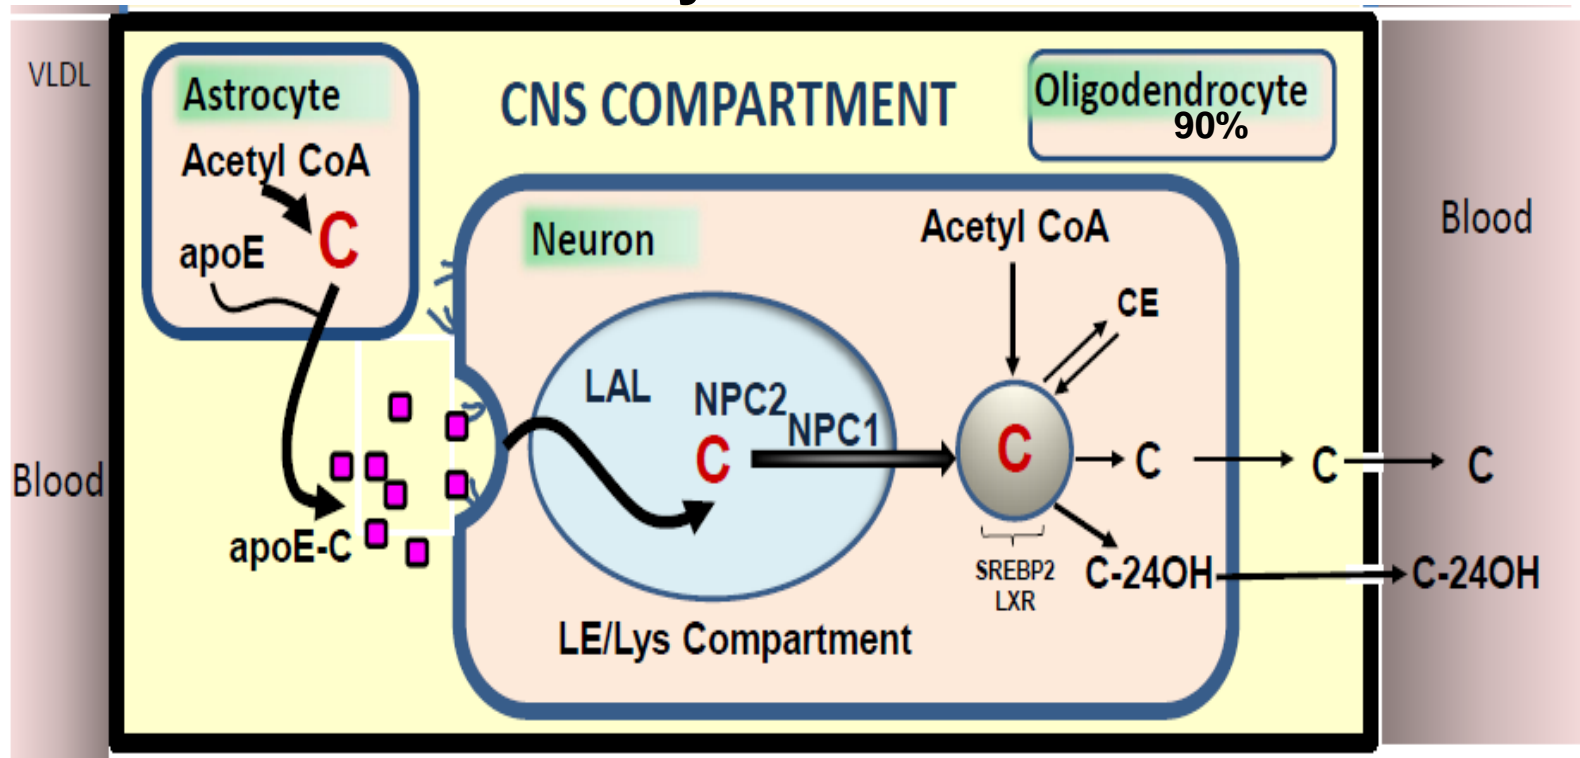 VLDL
Blood
Astrocyte
Acetyl CoA
apoE
C
apoE-C
CNS COMPARTMENT
Oligodendrocyte
90%
Neuron
LAL
NPC2
NPC1
C
LE/Lys Compartment
Acetyl CoA
CE
C
SREBP2
LXR
C
C-24OH
C
Blood
C
C-24OH